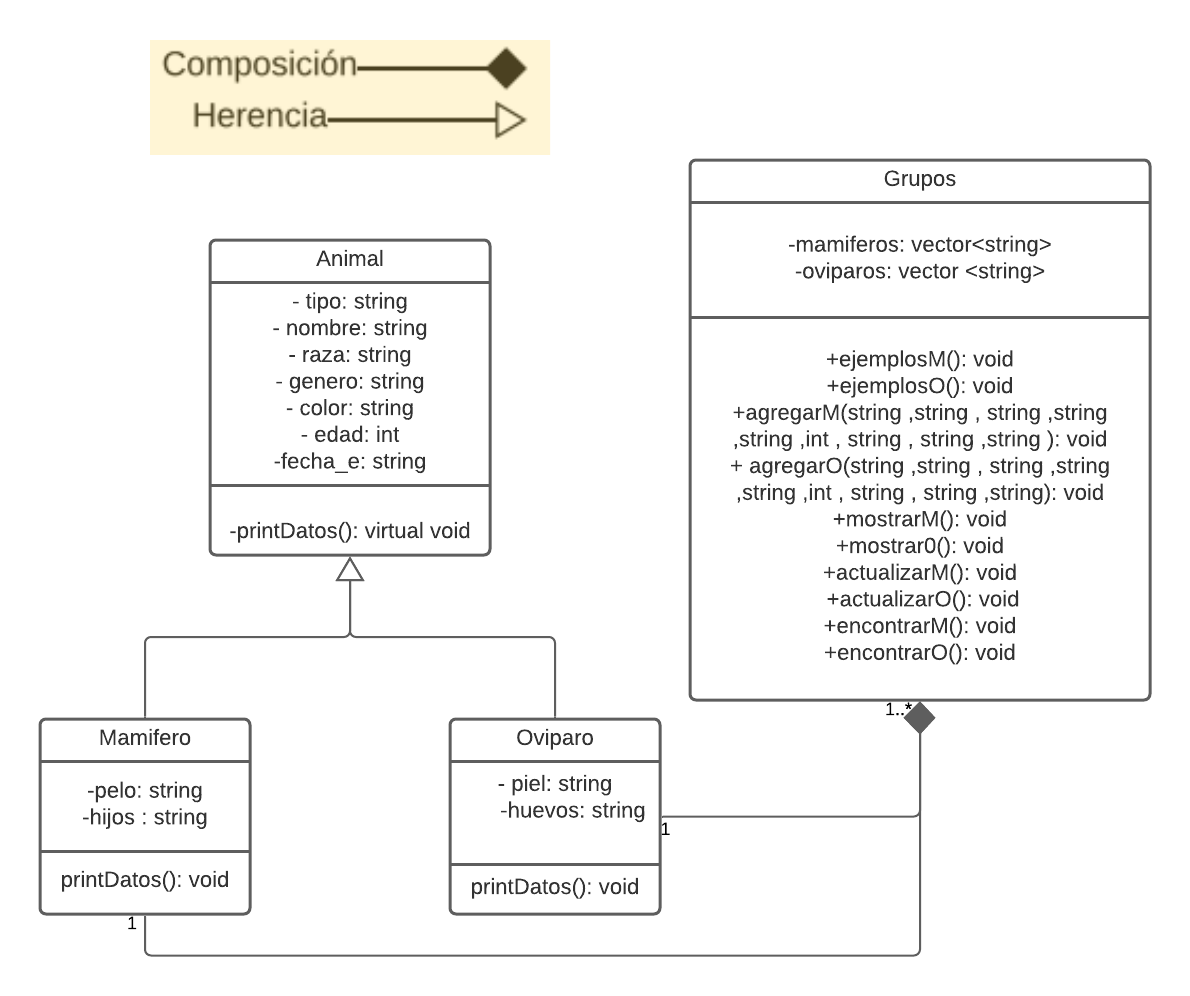 Composición
Herencia
Grupos
-mamiferos: vector<string>
-oviparos: vector <string>
+ejemplosM(): void
+ejemplosO(): void
+agregarM(string ,string , string ,string
,string ,int , string , string ,string ): void
+ agregarO(string ,string , string ,string
,string ,int , string , string ,string): void
+mostrarM(): void
+mostrar0(): void
+actualizarM(): void
+actualizarO(): void
+encontrarM(): void
+encontrarO(): void
1..*
Animal
- tipo: string
- nombre: string
- raza: string
- genero: string
- color: string
- edad: int
-fecha_e: string
-printDatos(): virtual void
Mamifero
-pelo: string
-hijos : string
printDatos(): void
1
Oviparo
- piel: string
-huevos: string
printDatos(): void
1